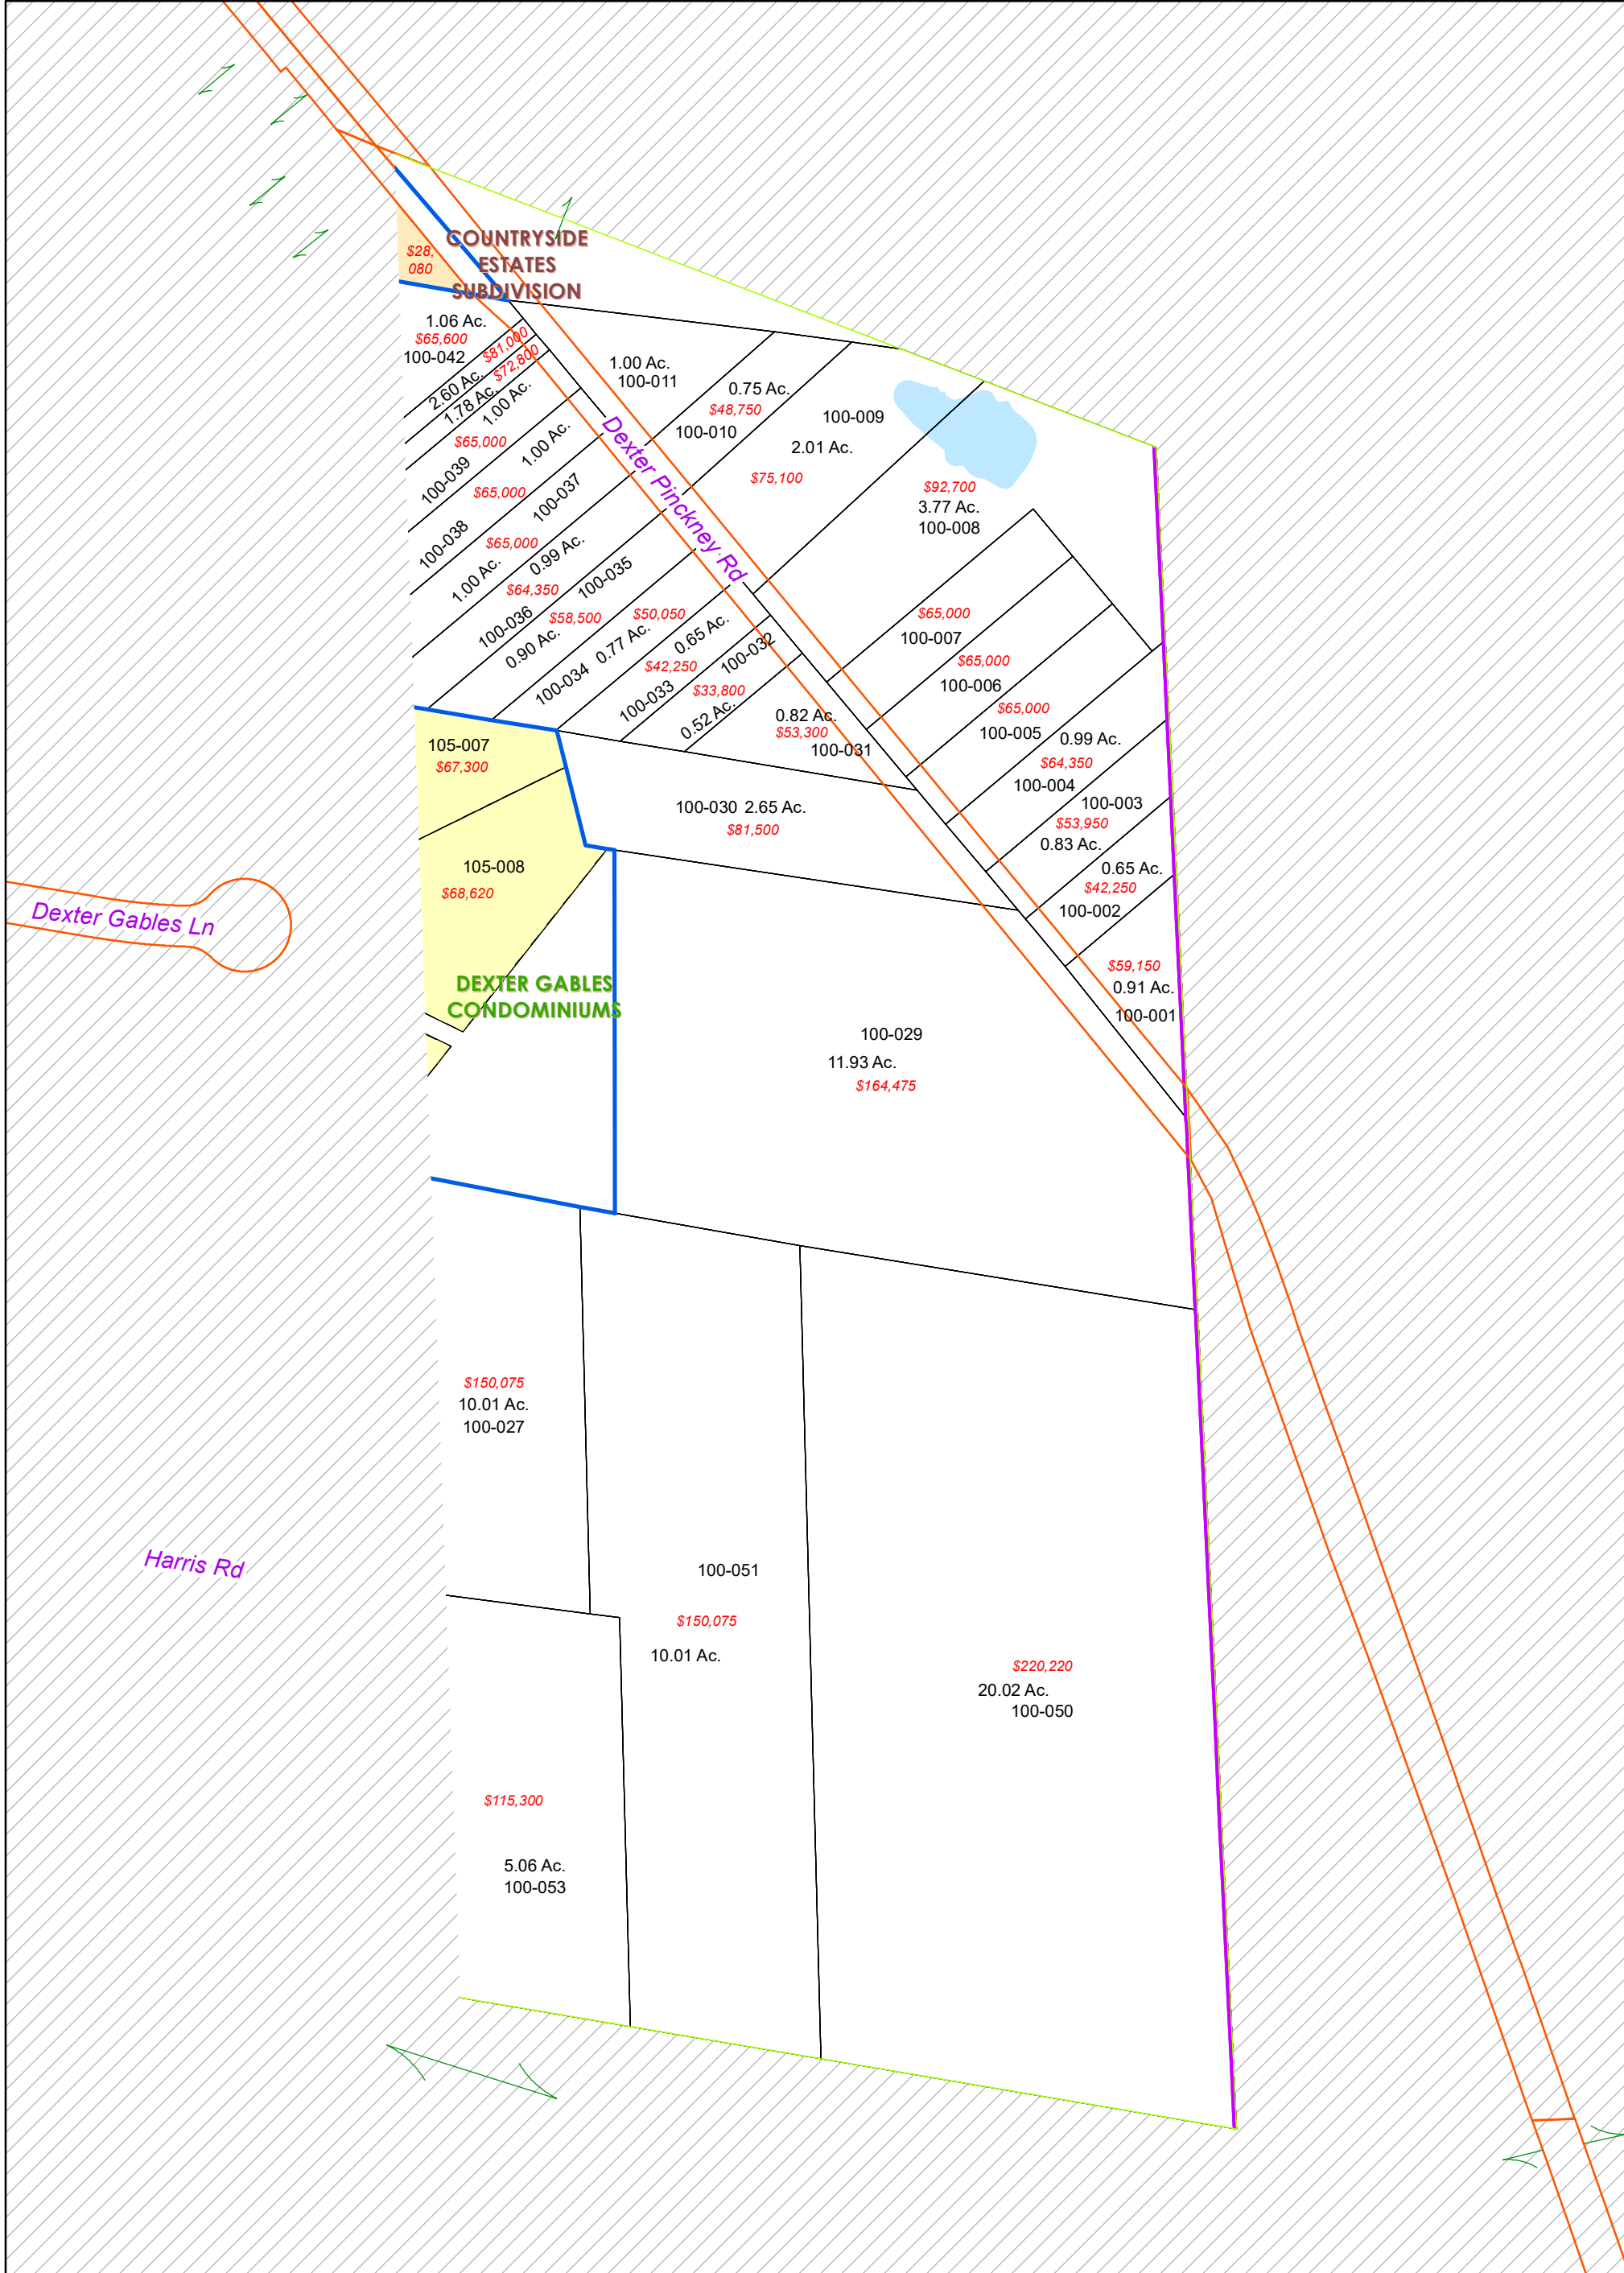 COUNTRYSIDE
ESTATES
SUBDIVISION
$28,
080
1.06 Ac.
$65,600
100-042
$81,000
2.60 Ac.
$72,800
1.78 Ac.
1.00 Ac.
$65,000
100-039
1.00 Ac.
$65,000
100-038
100-037
$65,000
1.00 Ac.
0.99 Ac.
$64,350
100-036
100-035
$58,500
0.90 Ac.
$50,050
0.77 Ac.
100-034
0.65 Ac.
$42,250
100-033
100-032
$33,800
0.52 Ac.
0.82 Ac.
$53,300
100-031
1.00 Ac.
100-011
0.75 Ac.
$48,750
100-010
100-009
2.01 Ac.
$75,100
Dexter Pinckney Rd
$92,700
3.77 Ac.
100-008
$65,000
100-007
$65,000
100-006
$65,000
100-005
0.99 Ac.
$64,350
100-004
100-003
$53,950
0.83 Ac.
0.65 Ac.
$42,250
100-002
$59,150
0.91 Ac.
100-001
105-007
$67,300
100-030 2.65 Ac.
$81,500
105-008
$68,620
Dexter Gables Ln
DEXTER GABLES
CONDOMINIUMS
100-029
11.93 Ac.
$164,475
$150,075
10.01 Ac.
100-027
Harris Rd
100-051
$150,075
10.01 Ac.
$220,220
20.02 Ac.
100-050
$115,300
5.06 Ac.
100-053